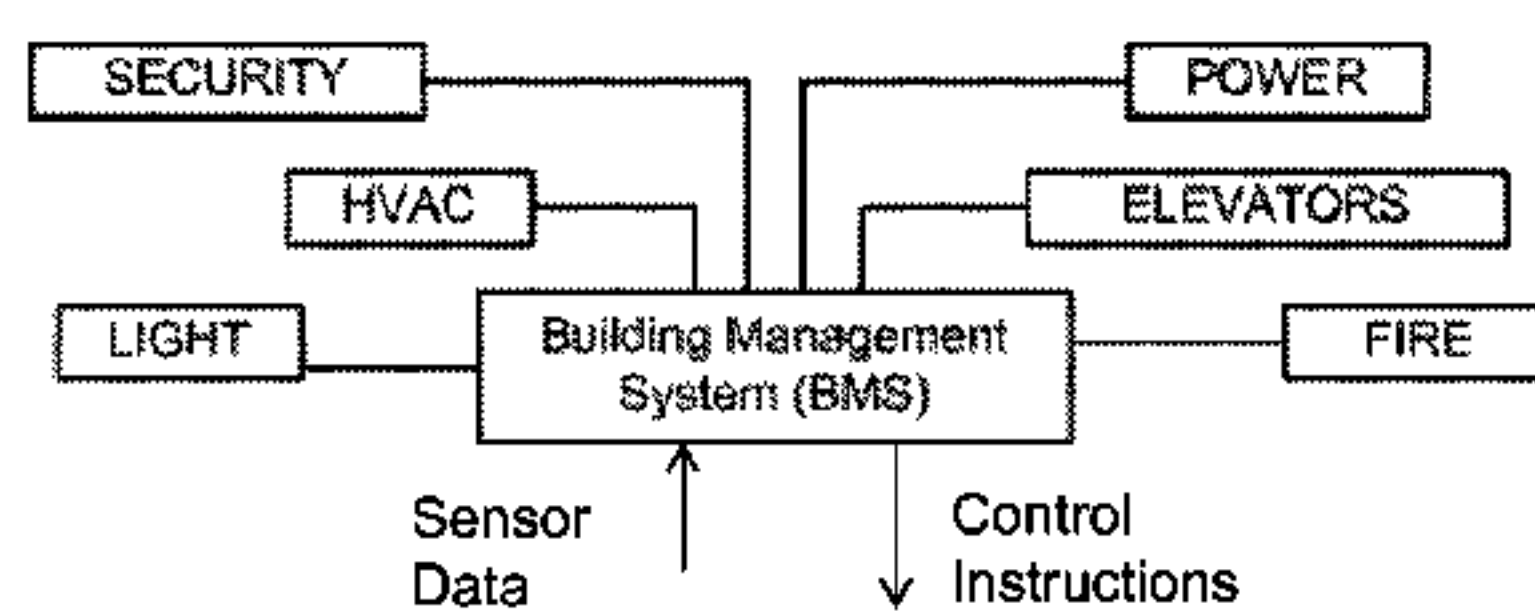 SECURITY
POWER
HVAC
ELEVATORS
LIGHT
Building Management
System (BMS)
FIRE
Sensor
Data
Control
Instructions